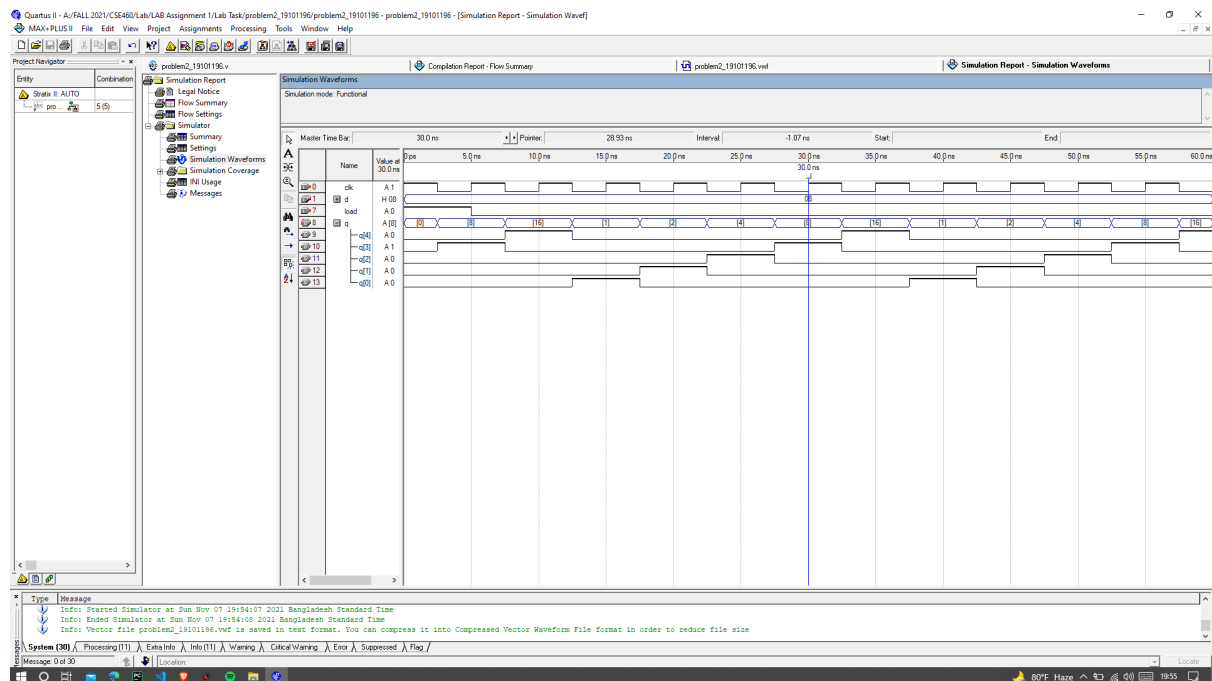 Quartus II - A:/FALL 2021/CSE460/Lab/LAB Assignment 1/Lab Task/problem2_19101196/problem2_19101196 - problem2_19101196 - [Simulation Report - Simulation Wavef]
MAX+PLUS II File Edit View Project Assignments Processing Tools Window Help
Project Navigator
problem2_19101196.v
Compilation Report - Flow Summary
problem2_19101196.vwf
Simulation Report - Simulation Waveforms
Entity Combination
Stratix II: AUTO
pro... 5 (5)
Simulation Report
Legal Notice
Flow Summary
Flow Settings
Simulator
Summary
Settings
Simulation Waveforms
Simulation Coverage
INI Usage
Messages
Simulation Waveforms
Simulation mode: Functional
Master Time Bar: 30.0 ns Pointer: 28.93 ns Interval: -1.07 ns Start: End:
Name Value at 30.0 ns
0 ps 5.0 ns 10.0 ns 15.0 ns 20.0 ns 25.0 ns 30.0 ns 35.0 ns 40.0 ns 45.0 ns 50.0 ns 55.0 ns 60.0 ns
30.0 ns
0 clk A 1
1 d H 08 08
7 load A 0
8 q A [8] [0] [8] [16] [1] [2] [4] [8] [16] [1] [2] [4] [8] [16]
9 q[4] A 0
10 q[3] A 1
11 q[2] A 0
12 q[1] A 0
13 q[0] A 0
Type Message
Info: Started Simulator at Sun Nov 07 19:54:07 2021 Bangladesh Standard Time
Info: Ended Simulator at Sun Nov 07 19:54:08 2021 Bangladesh Standard Time
Info: Vector file problem2_19101196.vwf is saved in text format. You can compress it into Compressed Vector Waveform File format in order to reduce file size
System (30) Processing (11) Extra Info Info (11) Warning Critical Warning Error Suppressed Flag
Messages
Message: 0 of 30 Location: Locate
80°F Haze 19:55